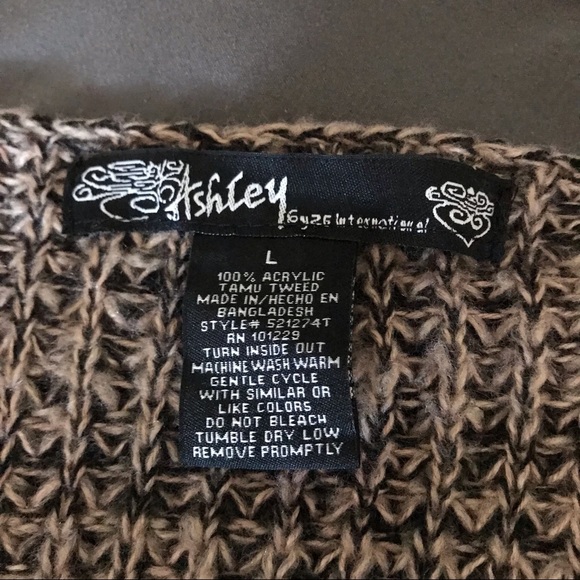 Ashley
by 26 International
L
100% ACRYLIC
TAMU TWEED
MADE IN/HECHO EN
BANGLADESH
STYLE# 521274T
RN 101229
TURN INSIDE OUT
MACHINE WASH WARM
GENTLE CYCLE
WITH SIMILAR OR
LIKE COLORS
DO NOT BLEACH
TUMBLE DRY LOW
REMOVE PROMPTLY